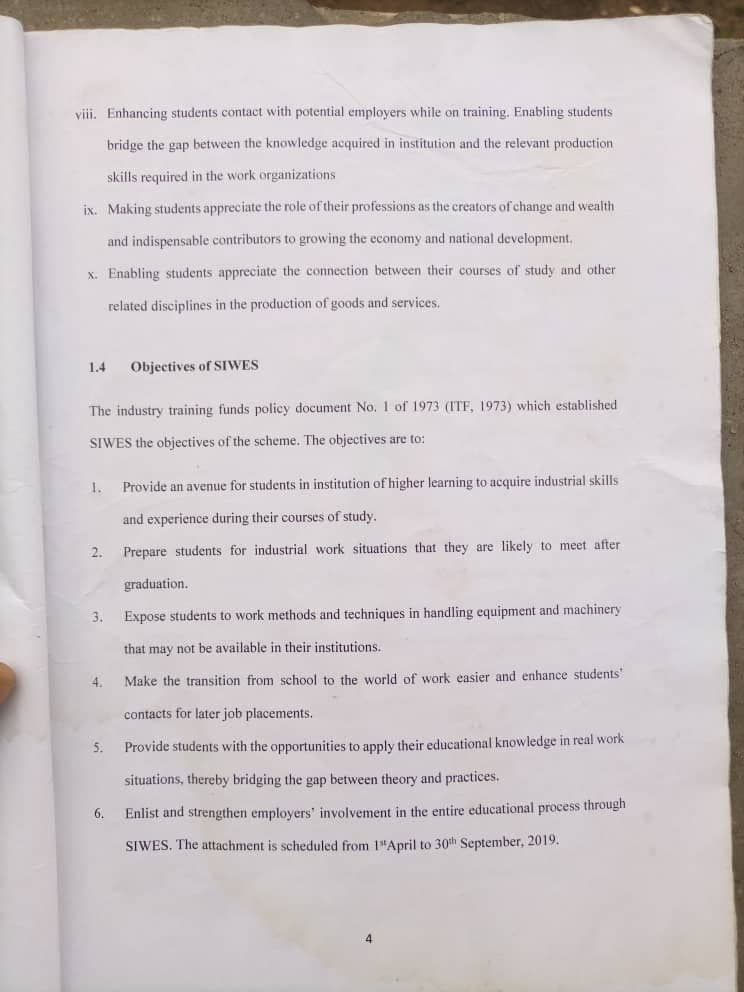 viii. Enhancing students contact with potential employers while on training. Enabling students
bridge the gap between the knowledge acquired in institution and the relevant production
skills required in the work organizations
ix. Making students appreciate the role of their professions as the creators of change and wealth
and indispensable contributors to growing the economy and national development.
x. Enabling students appreciate the connection between their courses of study and other
related disciplines in the production of goods and services.
1.4 Objectives of SIWES
The industry training funds policy document No. 1 of 1973 (ITF, 1973) which established
SIWES the objectives of the scheme. The objectives are to:
1. Provide an avenue for students in institution of higher learning to acquire industrial skills
and experience during their courses of study.
2. Prepare students for industrial work situations that they are likely to meet after
graduation.
3. Expose students to work methods and techniques in handling equipment and machinery
that may not be available in their institutions.
4. Make the transition from school to the world of work easier and enhance students’
contacts for later job placements.
5. Provide students with the opportunities to apply their educational knowledge in real work
situations, thereby bridging the gap between theory and practices.
6. Enlist and strengthen employers’ involvement in the entire educational process through
SIWES. The attachment is scheduled from 1st April to 30th September, 2019.
4